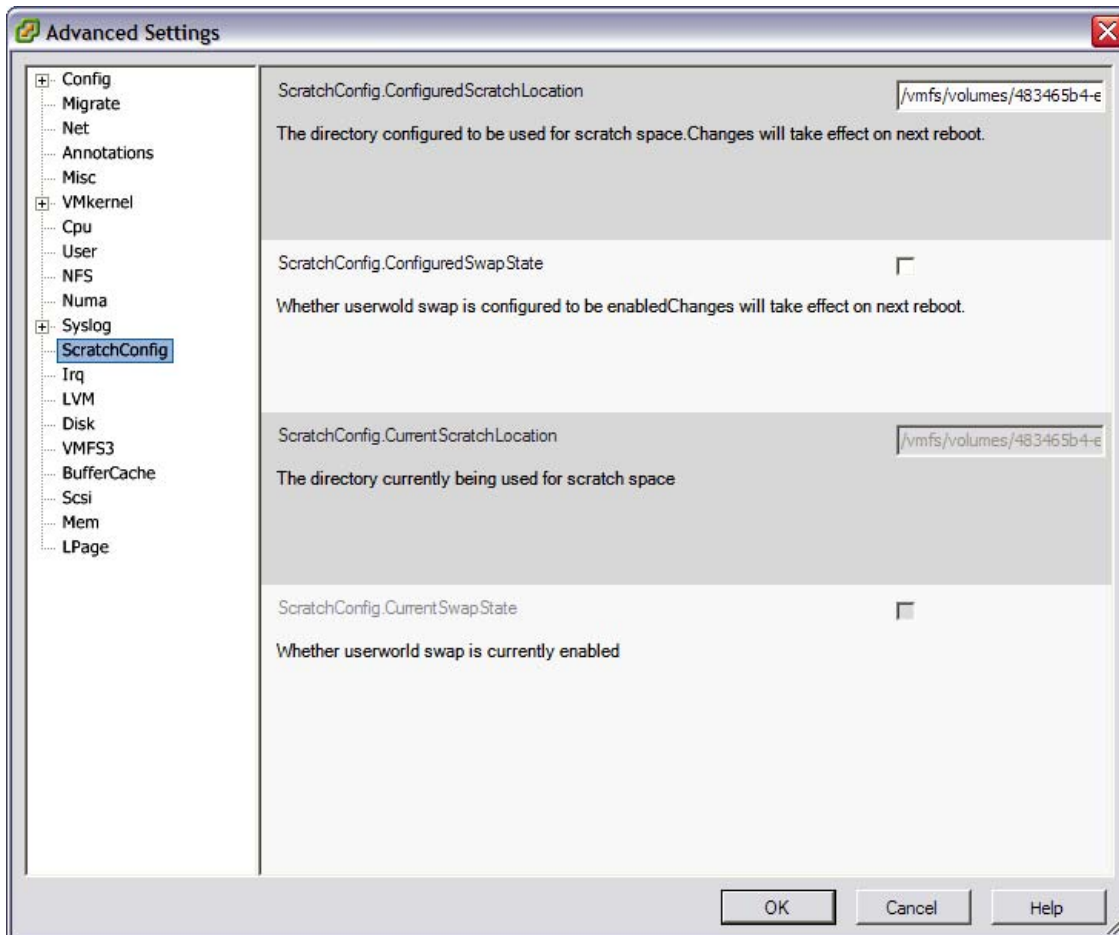 Advanced Settings
Config
Migrate
Net
Annotations
Misc
VMkernel
Cpu
User
NFS
Numa
Syslog
ScratchConfig
Irq
LVM
Disk
VMFS3
BufferCache
Scsi
Mem
LPage
ScratchConfig.ConfiguredScratchLocation
/vmfs/volumes/483465b4-e
The directory configured to be used for scratch space.Changes will take effect on next reboot.
ScratchConfig.ConfiguredSwapState
Whether userwold swap is configured to be enabledChanges will take effect on next reboot.
ScratchConfig.CurrentScratchLocation
/vmfs/volumes/483465b4-e
The directory currently being used for scratch space
ScratchConfig.CurrentSwapState
Whether userworld swap is currently enabled
OK
Cancel
Help